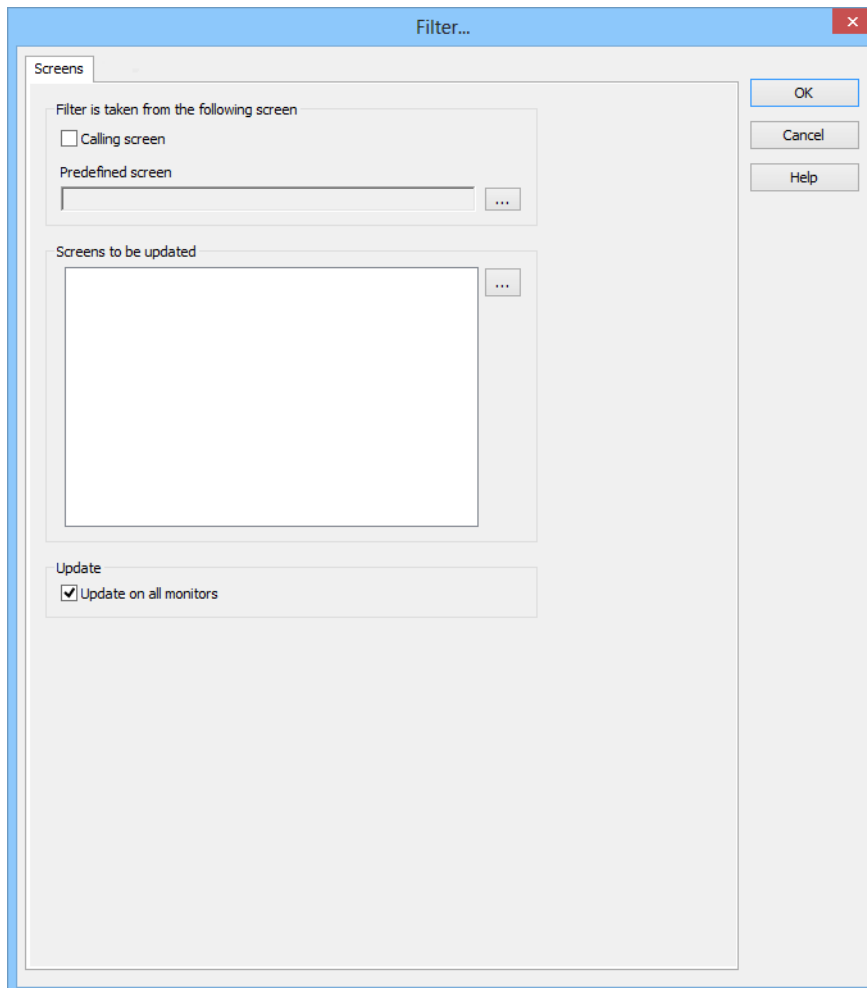 Filter...
Screens
Filter is taken from the following screen
Calling screen
Predefined screen
...
Screens to be updated
...
Update
Update on all monitors
OK
Cancel
Help